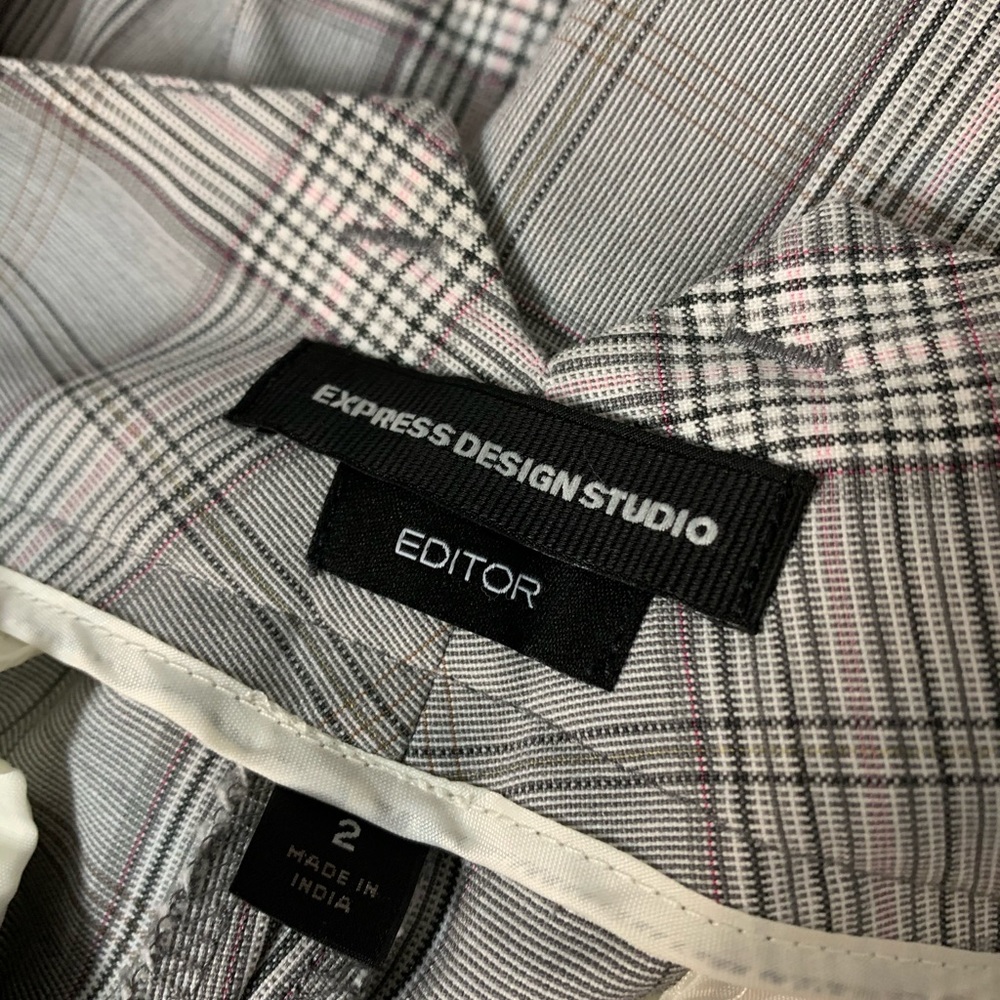 EXPRESS DESIGN STUDIO
EDITOR
2
MADE IN
INDIA